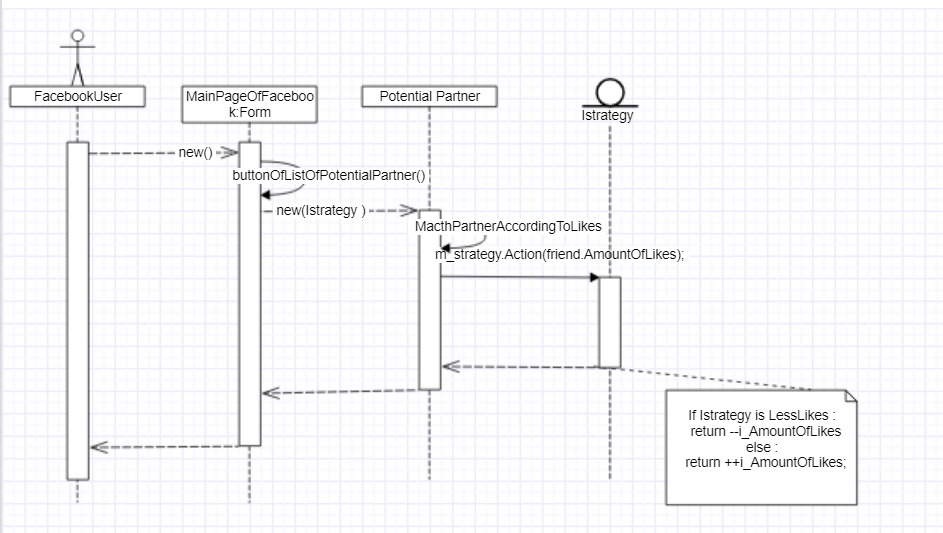 FacebookUser
MainPageOfFaceboo
k:Form
Potential Partner
Istrategy
new()
buttonOfListOfPotentialPartner()
new(Istrategy )
MacthPartnerAccordingToLikes
m_strategy.Action(friend.AmountOfLikes);
If Istrategy is LessLikes :
return --i_AmountOfLikes
else :
return ++i_AmountOfLikes;